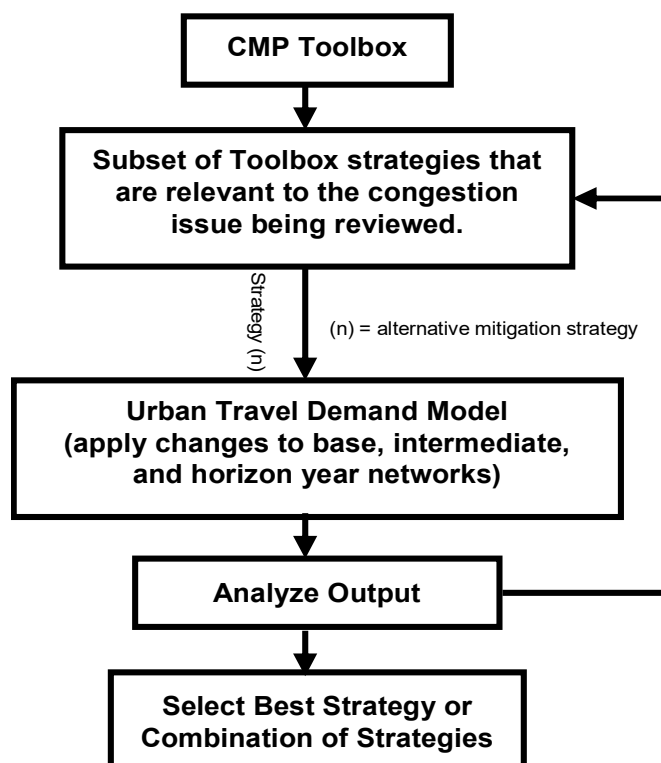 CMP Toolbox
Subset of Toolbox strategies that
are relevant to the congestion
issue being reviewed.
Strategy (n)
(n) = alternative mitigation strategy
Urban Travel Demand Model
(apply changes to base, intermediate,
and horizon year networks)
Analyze Output
Select Best Strategy or
Combination of Strategies